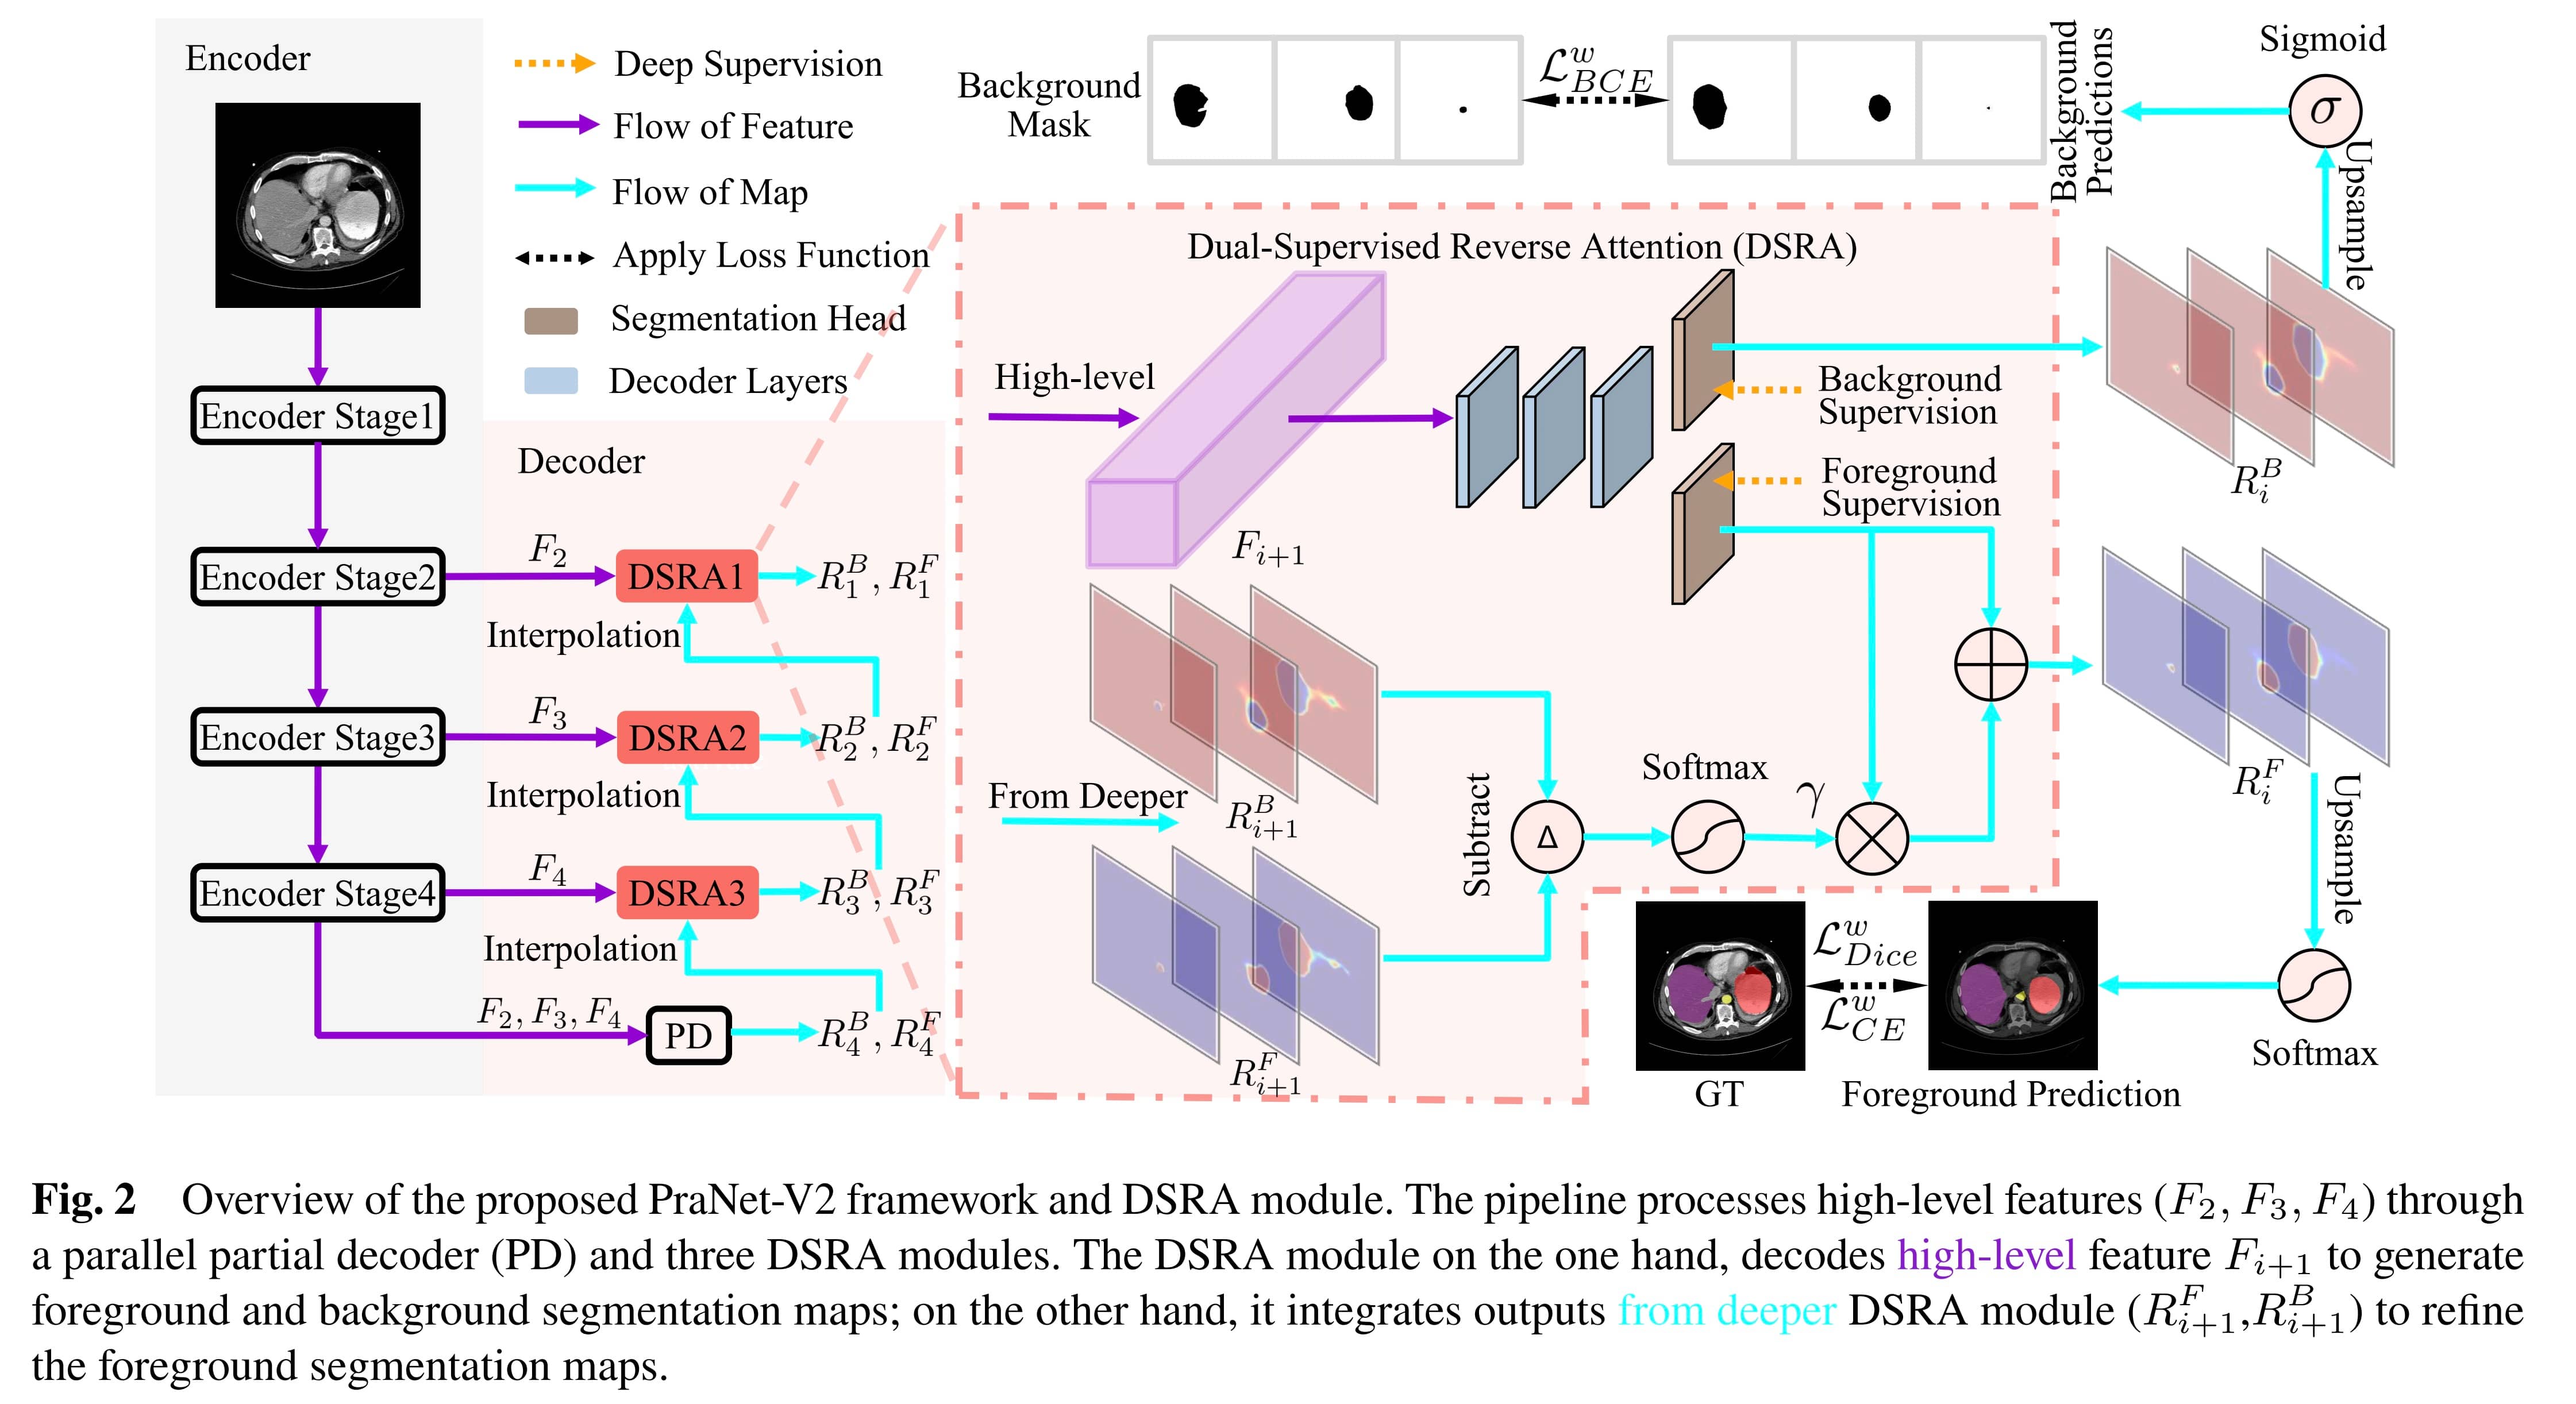 Encoder
Encoder Stage1
Encoder Stage2
Encoder Stage3
Encoder Stage4
Deep Supervision
Flow of Feature
Flow of Map
Apply Loss Function
Segmentation Head
Decoder Layers
Decoder
F_2
DSRA1
R_1^B, R_1^F
Interpolation
F_3
DSRA2
R_2^B, R_2^F
Interpolation
F_4
DSRA3
R_3^B, R_3^F
Interpolation
F_2, F_3, F_4
PD
R_4^B, R_4^F
Background
Mask
L_{BCE}^w
Background
Predictions
Sigmoid
σ
Upsample
Dual-Supervised Reverse Attention (DSRA)
High-level
F_{i+1}
Background
Supervision
Foreground
Supervision
R_i^B
From Deeper
R_{i+1}^B
R_{i+1}^F
Subtract
Δ
Softmax
γ
R_i^F
Upsample
Softmax
L_{Dice}^w
L_{CE}^w
GT
Foreground Prediction
Fig. 2 Overview of the proposed PraNet-V2 framework and DSRA module. The pipeline processes high-level features (F_2, F_3, F_4) through
a parallel partial decoder (PD) and three DSRA modules. The DSRA module on the one hand, decodes high-level feature F_{i+1} to generate
foreground and background segmentation maps; on the other hand, it integrates outputs from deeper DSRA module (R_{i+1}^F,R_{i+1}^B) to refine
the foreground segmentation maps.